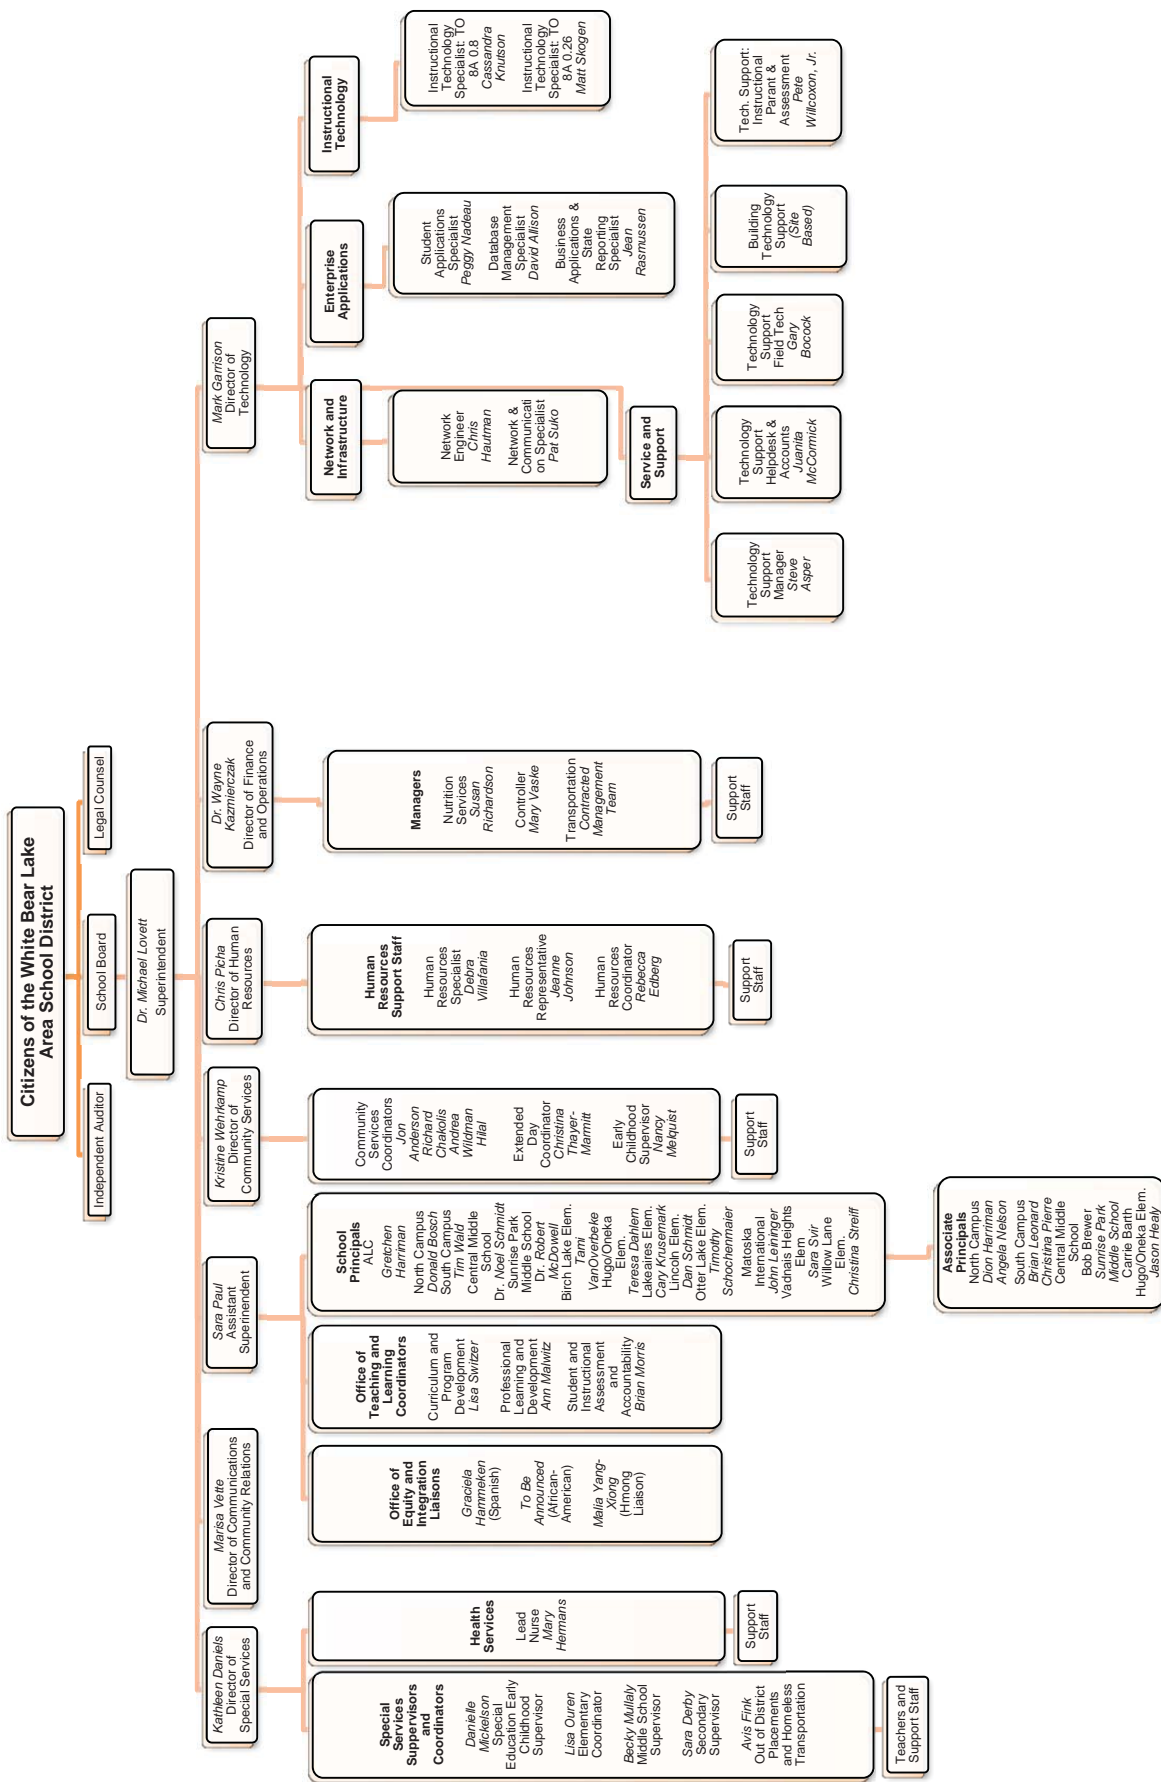 Citizens of the White Bear Lake
Area School District
Independent Auditor
School Board
Legal Counsel
Dr. Michael Lovett
Superintendent
Kathleen Daniels
Director of
Special Services
Marisa Vette
Director of Communications
and Community Relations
Sara Paul
Assistant
Superinendent
Kristine Wehrkamp
Director of
Community Services
Chris Picha
Director of Human
Resources
Dr. Wayne
Kazmierczak
Director of Finance
and Operations
Mark Garrison
Director of
Technology
Special
Services
Suppervisors
and
Coordinators
Danielle
Mickelson
Special
Education Early
Childhood
Supervisor
Lisa Ouren
Elementary
Coordinator
Becky Mullaly
Middle School
Supervisor
Sara Derby
Secondary
Supervisor
Avis Fink
Out of District
Placements
and Homeless
Transportation
Teachers and
Support Staff
Health
Services
Lead
Nurse
Mary
Hermans
Support
Staff
Office of
Equity and
Integration
Liaisons
Graciela
Hammeken
(Spanish)
To Be
Announced
(African-
American)
Malia Yang-
Xiong
(Hmong
Liaison)
Office of
Teaching and
Learning
Coordinators
Curriculum and
Program
Development
Lisa Switzer
Professional
Learning and
Development
Ann Malwitz
Student and
Instructional
Assessment
and
Accountability
Brian Morris
School
Principals
ALC
Gretchen
Harriman
North Campus
Donald Bosch
South Campus
Tim Wald
Central Middle
School
Dr. Noel Schmidt
Sunrise Park
Middle School
Dr. Robert
McDowell
Birch Lake Elem.
Tami
VanOverbeke
Hugo/Oneka
Elem.
Teresa Dahlem
Lakeaires Elem.
Cary Krusemark
Lincoln Elem.
Dan Schmidt
Otter Lake Elem.
Timothy
Schochenmaier
Matoska
International
John Leininger
Vadnais Heights
Elem
Sara Svir
Willow Lane
Elem.
Christina Streiff
Associate
Principals
North Campus
Dion Harriman
Angela Nelson
South Campus
Brian Leonard
Christina Pierre
Central Middle
School
Bob Brewer
Sunrise Park
Middle School
Carrie Barth
Hugo/Oneka Elem.
Jason Healy
Community
Services
Coordinators
Jon
Anderson
Richard
Chakolis
Andrea
Wildman
Hilal
Extended
Day
Coordinator
Christina
Thayer-
Marmitt
Early
Childhood
Supervisor
Nancy
Melquist
Support
Staff
Human
Resources
Support Staff
Human
Resources
Specialist
Debra
Villafania
Human
Resources
Representative
Jeanne
Johnson
Human
Resources
Coordinator
Rebecca
Edberg
Support
Staff
Managers
Nutrition
Services
Susan
Richardson
Controller
Mary Vaske
Transportation
Contracted
Management
Team
Support
Staff
Network and
Infrastructure
Network
Engineer
Chris
Hautman
Network &
Communicati
on Specialist
Pat Suko
Enterprise
Applications
Student
Applications
Specialist
Peggy Nadeau
Database
Management
Specialist
David Allison
Business
Applications &
State
Reporting
Specialist
Jean
Rasmussen
Instructional
Technology
Instructional
Technology
Specialist: TO
8A 0.8
Cassandra
Knutson
Instructional
Technology
Specialist: TO
8A 0.26
Matt Skogen
Service and
Support
Technology
Support
Manager
Steve
Asper
Technology
Support
Helpdesk &
Accounts
Juanita
McCormick
Technology
Support
Field Tech
Gary
Bocock
Building
Technology
Support
(Site
Based)
Tech. Support:
Instructional
Parant &
Assessment
Pete
Willcoxon, Jr.